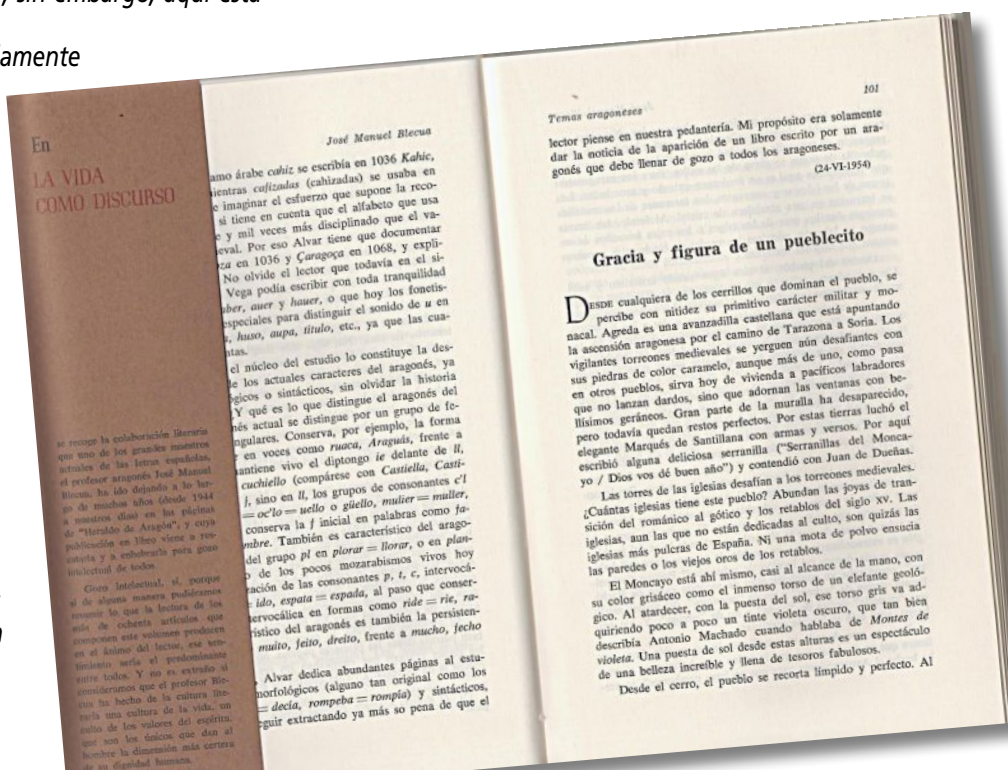 , sin embargo, aquí está
amente
En
LA VIDA
COMO DISCURSO
se recoge la colaboración literaria
que uno de los grandes maestros
actuales de las letras españolas,
el profesor aragonés José Manuel
Blecua, ha ido dejando a lo lar-
go de muchos años (desde 1944
a nuestros días) en las páginas
de "Heraldo de Aragón", y cuya
publicación en libro viene a res-
catarla y a enhebrarla para gozo
intelectual de todos.
Gozo intelectual, sí, porque
si de alguna manera pudiéramos
resumir lo que la lectura de los
más de ochenta artículos que
componen este volumen producen
en el ánimo del lector, ese sen-
timiento sería el predominante
entre todos. Y no es extraño si
consideramos que el profesor Ble-
cua ha hecho de la cultura lite-
raria una cultura de la vida, un
culto de los valores del espíritu,
que son los únicos que dan al
hombre la dimensión más certera
de su dignidad humana.
José Manuel Blecua
amo árabe cahiz se escribía en 1036 Kahic,
ientras cafizadas (cahizadas) se usaba en
e imaginar el esfuerzo que supone la reco-
si tiene en cuenta que el alfabeto que usa
e y mil veces más disciplinado que el va-
eval. Por eso Alvar tiene que documentar
za en 1036 y Çaragoça en 1068, y expli-
No olvide el lector que todavía en el si-
Vega podía escribir con toda tranquilidad
ber, auer y hauer, o que hoy los fonetis-
especiales para distinguir el sonido de u en
, huso, aupa, título, etc., ya que las cua-
ntas.
el núcleo del estudio lo constituye la des-
e los actuales caracteres del aragonés, ya
gicos o sintácticos, sin olvidar la historia
Y qué es lo que distingue el aragonés del
nés actual se distingue por un grupo de fe-
ngulares. Conserva, por ejemplo, la forma
e en voces como ruaca, Araguás, frente a
antiene vivo el diptongo ie delante de ll,
cuchiello (compárese con Castiella, Casti-
j, sino en ll, los grupos de consonantes c'l
= oc'lo = uello o güello, mulier = muller,
conserva la f inicial en palabras como fa-
mbre. También es característico del arago-
del grupo pl en plorar = llorar, o en plan-
o de los pocos mozarabismos vivos hoy
ración de las consonantes p, t, c, intervocá-
= ido, espata = espada, al paso que conser-
ervocálica en formas como ride = rie, ra-
rístico del aragonés es también la persisten-
muito, feito, dreito, frente a mucho, fecho
. Alvar dedica abundantes páginas al estu-
morfológicos (alguno tan original como los
= decía, rompeba = rompía) y sintácticos,
eguir extractando ya más so pena de que el
Temas aragoneses
101
lector piense en nuestra pedantería. Mi propósito era solamente
dar la noticia de la aparición de un libro escrito por un ara-
gonés que debe llenar de gozo a todos los aragoneses.
(24-VI-1954)
Gracia y figura de un pueblecito
DESDE cualquiera de los cerrillos que dominan el pueblo, se
percibe con nitidez su primitivo carácter militar y mo-
nacal. Agreda es una avanzadilla castellana que está apuntando
la ascensión aragonesa por el camino de Tarazona a Soria. Los
vigilantes torreones medievales se yerguen aún desafiantes con
sus piedras de color caramelo, aunque más de uno, como pasa
en otros pueblos, sirva hoy de vivienda a pacíficos labradores
que no lanzan dardos, sino que adornan las ventanas con be-
llísimos geráneos. Gran parte de la muralla ha desaparecido,
pero todavía quedan restos perfectos. Por estas tierras luchó el
elegante Marqués de Santillana con armas y versos. Por aquí
escribió alguna deliciosa serranilla ("Serranillas del Monca-
yo / Dios vos dé buen año") y contendió con Juan de Dueñas.
Las torres de las iglesias desafían a los torreones medievales.
¿Cuántas iglesias tiene este pueblo? Abundan las joyas de tran-
sición del románico al gótico y los retablos del siglo XV. Las
iglesias, aun las que no están dedicadas al culto, son quizás las
iglesias más pulcras de España. Ni una mota de polvo ensucia
las paredes o los viejos oros de los retablos.
El Moncayo está ahí mismo, casi al alcance de la mano, con
su color grisáceo como el inmenso torso de un elefante geoló-
gico. Al atardecer, con la puesta del sol, ese torso gris va ad-
quiriendo poco a poco un tinte violeta oscuro, que tan bien
describía Antonio Machado cuando hablaba de Montes de
violeta. Una puesta de sol desde estas alturas es un espectáculo
de una belleza increíble y llena de tesoros fabulosos.
Desde el cerro, el pueblo se recorta límpido y perfecto. Al